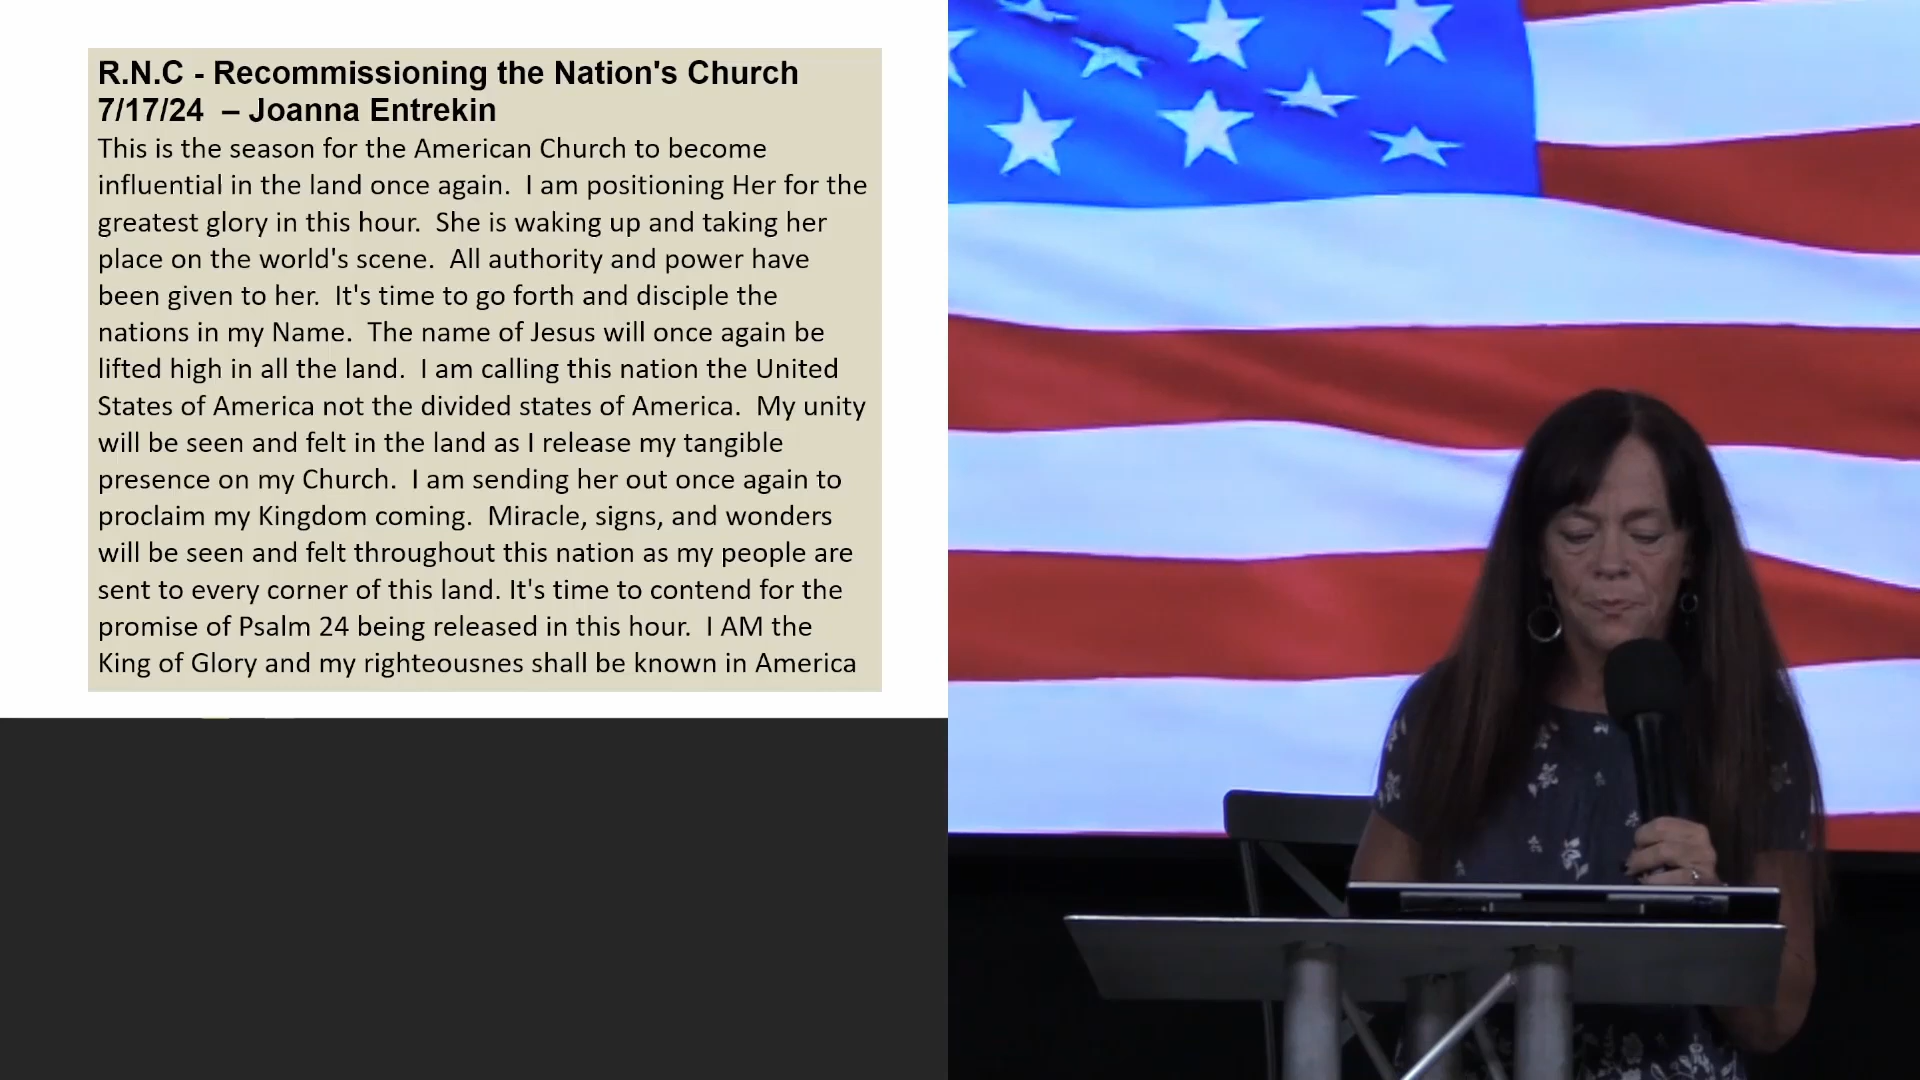 R.N.C - Recommissioning the Nation's Church
7/17/24 – Joanna Entrekin
This is the season for the American Church to become
influential in the land once again. I am positioning Her for the
greatest glory in this hour. She is waking up and taking her
place on the world's scene. All authority and power have
been given to her. It's time to go forth and disciple the
nations in my Name. The name of Jesus will once again be
lifted high in all the land. I am calling this nation the United
States of America not the divided states of America. My unity
will be seen and felt in the land as I release my tangible
presence on my Church. I am sending her out once again to
proclaim my Kingdom coming. Miracle, signs, and wonders
will be seen and felt throughout this nation as my people are
sent to every corner of this land. It's time to contend for the
promise of Psalm 24 being released in this hour. I AM the
King of Glory and my righteousnes shall be known in America